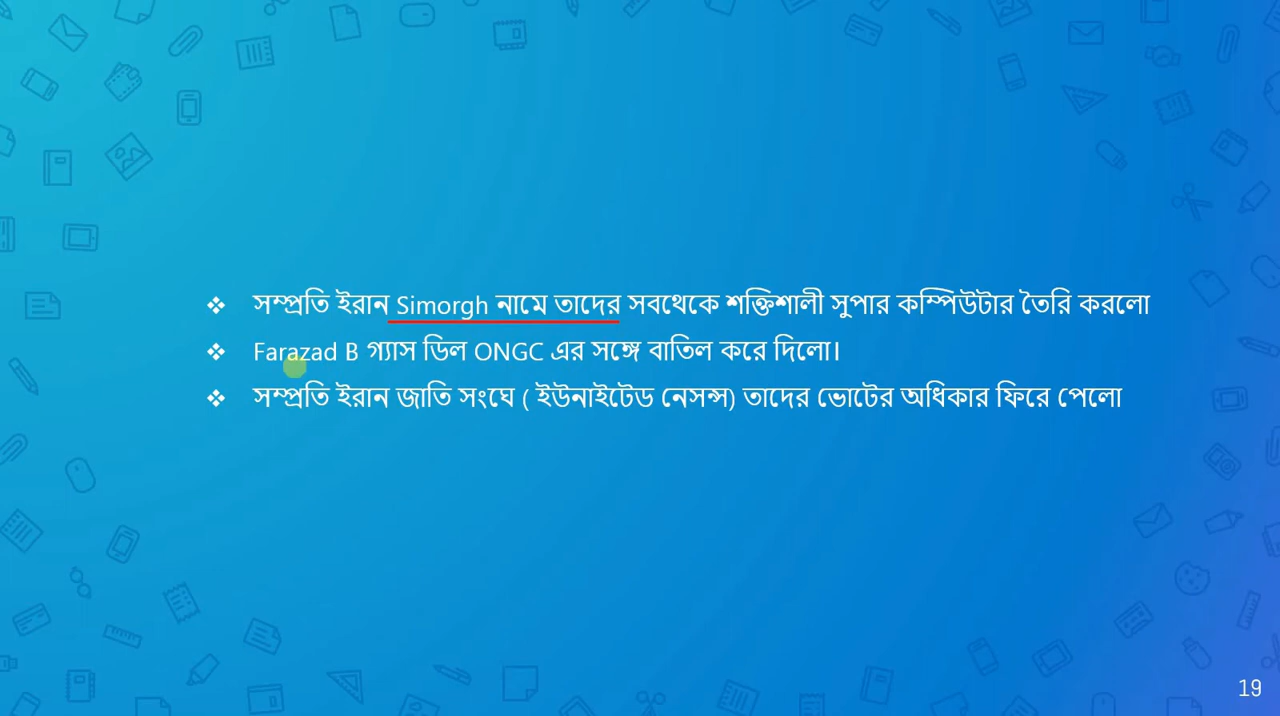 ❖ সম্প্রতি ইরান Simorgh নামে তাদের সবথেকে শক্তিশালী সুপার কম্পিউটার তৈরি করলো
❖ Farazad B গ্যাস ডিল ONGC এর সঙ্গে বাতিল করে দিলো।
❖ সম্প্রতি ইরান জাতি সংঘে ( ইউনাইটেড নেসন্স) তাদের ভোটের অধিকার ফিরে পেলো
19